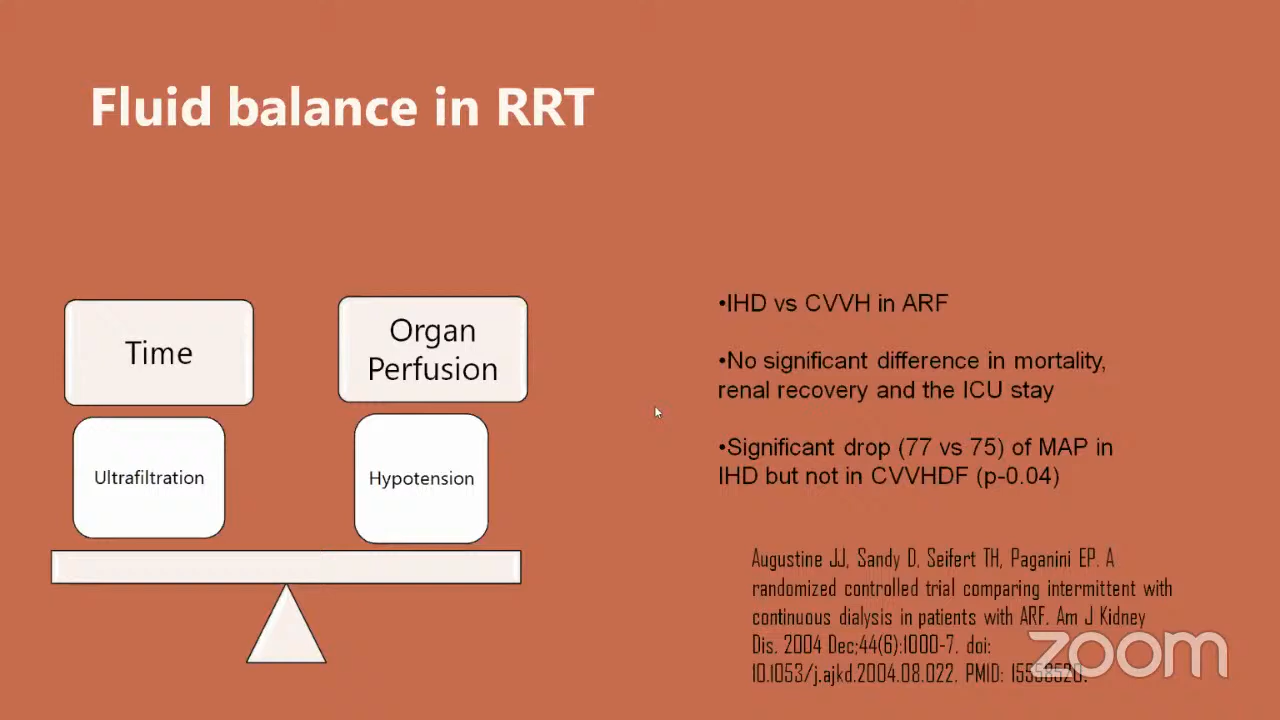 Fluid balance in RRT
Time
Organ
Perfusion
Ultrafiltration
Hypotension
•IHD vs CVVH in ARF
•No significant difference in mortality,
renal recovery and the ICU stay
•Significant drop (77 vs 75) of MAP in
IHD but not in CVVHDF (p-0.04)
Augustine JJ, Sandy D, Seifert TH, Paganini EP. A
randomized controlled trial comparing intermittent with
continuous dialysis in patients with ARF. Am J Kidney
Dis. 2004 Dec;44(6):1000-7. doi:
10.1053/j.ajkd.2004.08.022. PMID:
zoom